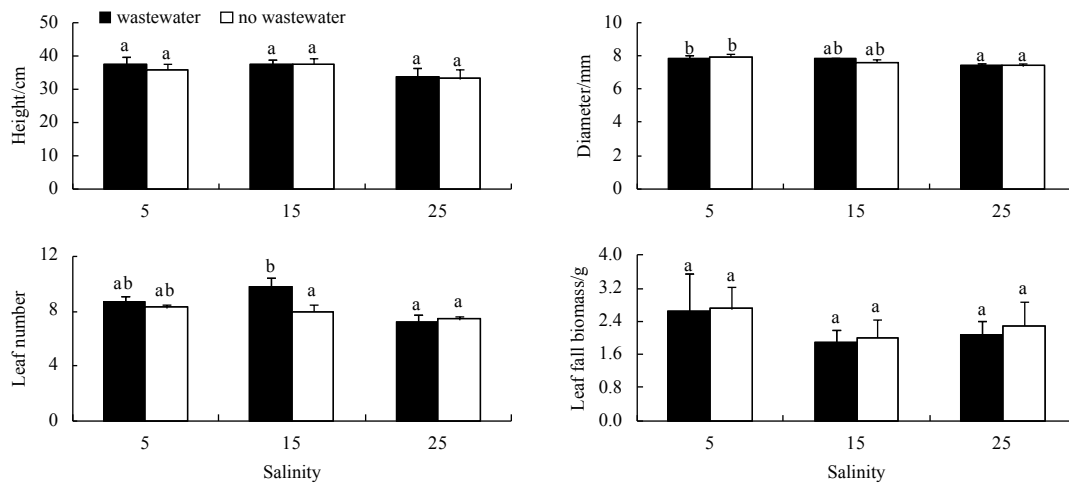 wastewater no wastewater
50
40
30
20
10
0
Height/cm
a a a a a a
5 15 25
10
8
6
4
2
0
Diameter/mm
b b ab ab a a
5 15 25
12
8
4
0
Leaf number
ab ab b a a a
5 15 25
Salinity
4.0
3.2
2.4
1.6
0.8
0.0
Leaf fall biomass/g
a a a a a a
5 15 25
Salinity